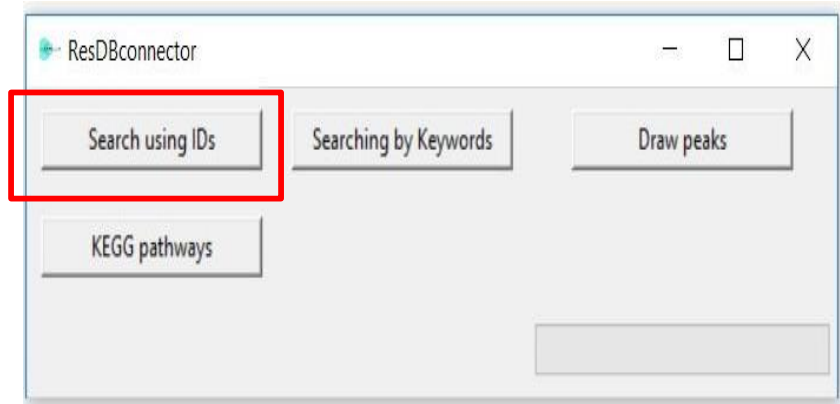 ResDBconnector
Search using IDs
Searching by Keywords
Draw peaks
KEGG pathways